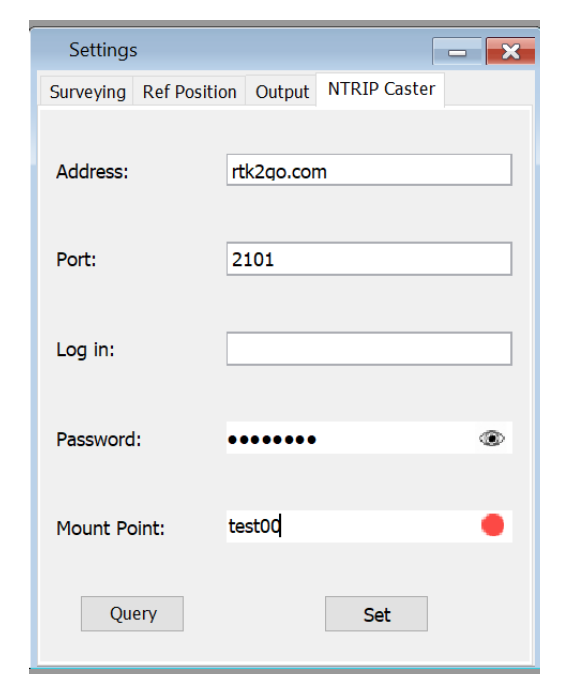 Settings
Surveying Ref Position Output NTRIP Caster
Address: rtk2go.com
Port: 2101
Log in:
Password: ●●●●●●●●
Mount Point: test00
Query Set